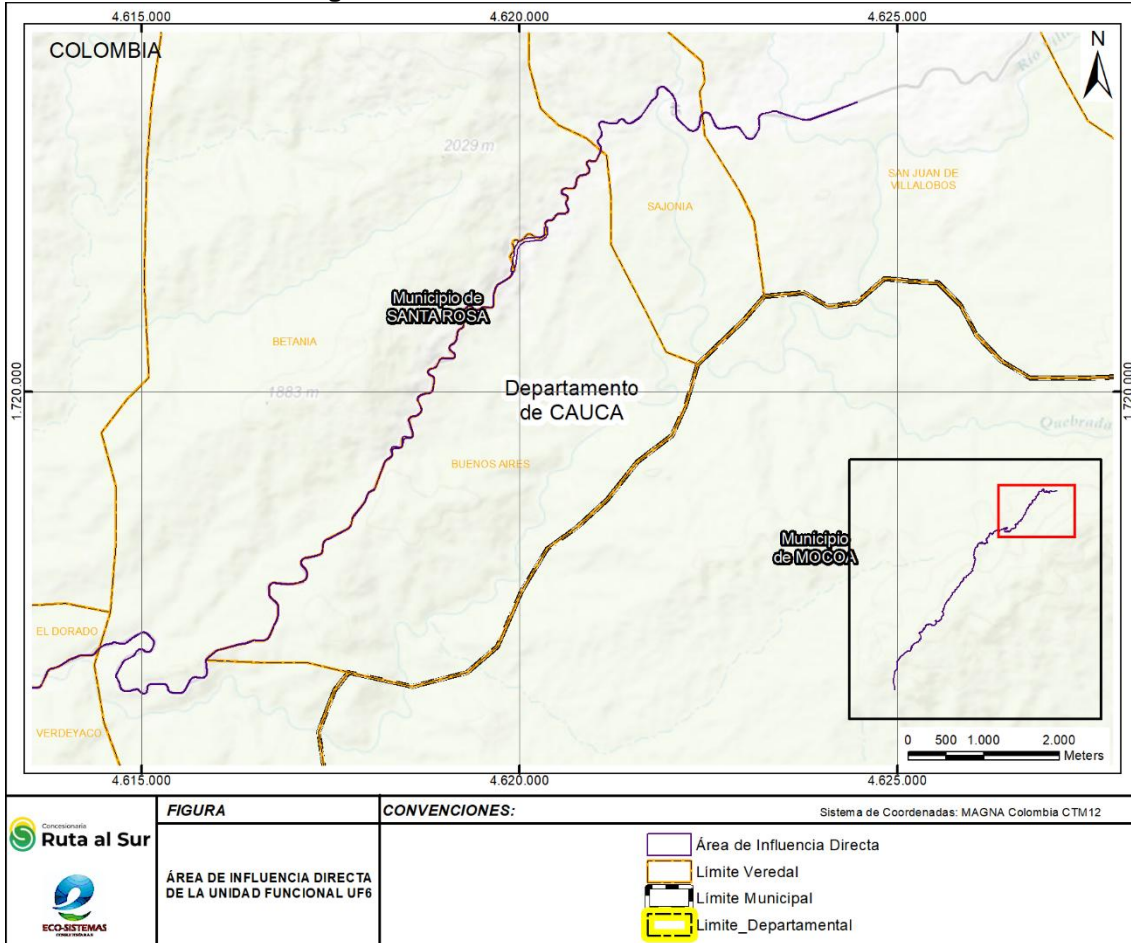 4.615.000
4.620.000
4.625.000
COLOMBIA
N
2029 m
SAN JUAN DE
VILLALOBOS
SAJONIA
Municipio de
SANTA ROSA
BETANIA
1.720.000
1.720.000
1883 m
Departamento
de CAUCA
Quebrada
BUENOS AIRES
Municipio
de MOCOA
EL DORADO
VERDEYACO
0 500 1.000 2.000
Meters
4.615.000
4.620.000
4.625.000
Concesionaria
Ruta al Sur
ECO-SISTEMAS
FIGURA
ÁREA DE INFLUENCIA DIRECTA
DE LA UNIDAD FUNCIONAL UF6
CONVENCIONES:
Sistema de Coordenadas: MAGNA Colombia CTM12
Área de Influencia Directa
Límite Veredal
Límite Municipal
Limite_Departamental